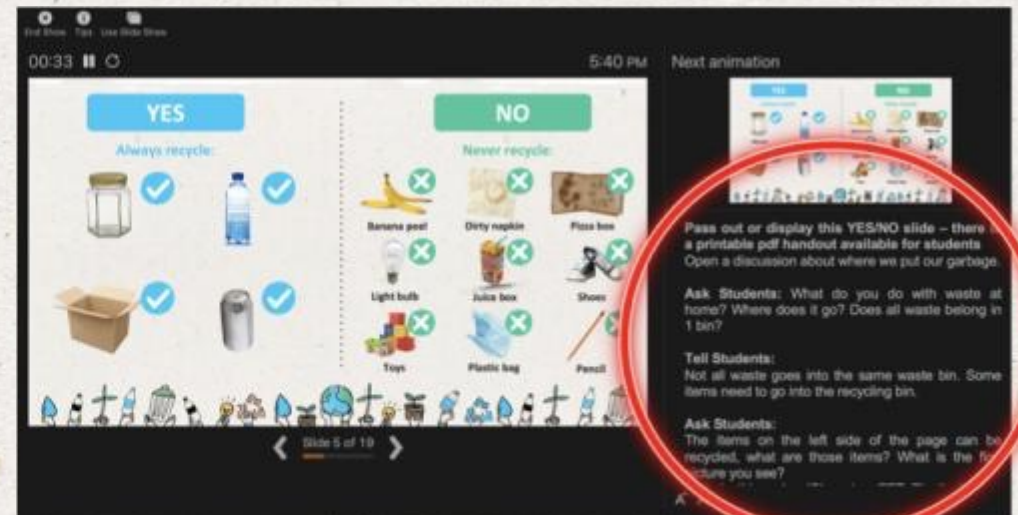 End Show Tips Use Slide Show
00:33
5:40 PM
Next animation
YES
Always recycle:
NO
Never recycle:
Banana peel Dirty napkin Pizza box
Light bulb Juice box Shoes
Toys Plastic bag Pencil
Slide 5 of 19
YES NO
Pass out or display this YES/NO slide – there
a printable pdf handout available for students
Open a discussion about where we put our garbage.
Ask Students: What do you do with waste at
home? Where does it go? Does all waste belong in
1 bin?
Tell Students:
Not all waste goes into the same waste bin. Some
items need to go into the recycling bin.
Ask Students:
The items on the left side of the page can be
recycled, what are those items? What is the
picture you see?